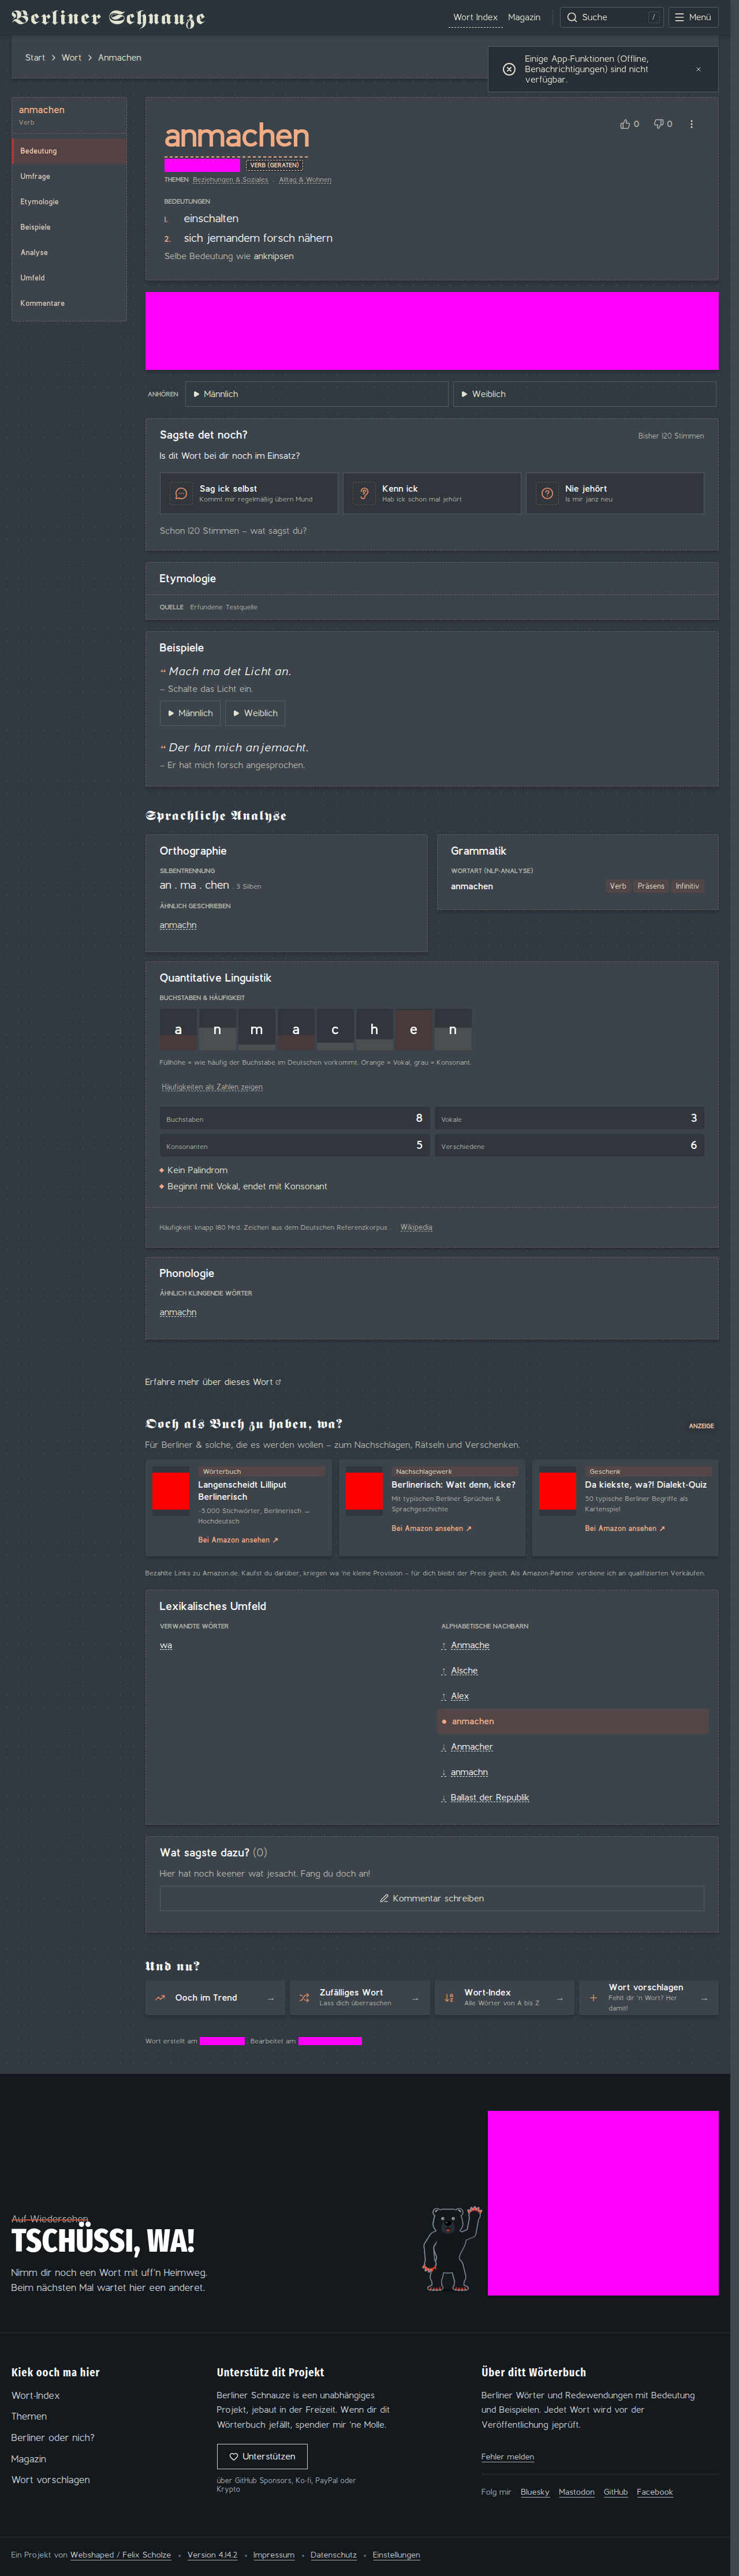 Berliner Schnauze
Wort Index
Magazin
Suche
/
Menü
Start > Wort > Anmachen
Einige App-Funktionen (Offline,
Benachrichtigungen) sind nicht
verfügbar.
anmachen
Verb
Bedeutung
Umfrage
Etymologie
Beispiele
Analyse
Umfeld
Kommentare
anmachen
0
0
VERB (GERATEN)
THEMEN Beziehungen & Soziales · Alltag & Wohnen
BEDEUTUNGEN
1. einschalten
2. sich jemandem forsch nähern
Selbe Bedeutung wie anknipsen
ANHÖREN
Männlich
Weiblich
Sagste det noch?
Bisher 120 Stimmen
Is dit Wort bei dir noch im Einsatz?
Sag ick selbst
Kommt mir regelmäßig übern Mund
Kenn ick
Hab ick schon mal jehört
Nie jehört
Is mir janz neu
Schon 120 Stimmen – wat sagst du?
Etymologie
QUELLE Erfundene Testquelle
Beispiele
“ Mach ma det Licht an.
– Schalte das Licht ein.
Männlich
Weiblich
“ Der hat mich anjemacht.
– Er hat mich forsch angesprochen.
Sprachliche Analyse
Orthographie
SILBENTRENNUNG
an . ma . chen . 3 Silben
ÄHNLICH GESCHRIEBEN
anmachn
Grammatik
WORTART (NLP-ANALYSE)
anmachen Verb Präsens Infinitiv
Quantitative Linguistik
BUCHSTABEN & HÄUFIGKEIT
a n m a c h e n
Füllhöhe = wie häufig der Buchstabe im Deutschen vorkommt. Orange = Vokal, grau = Konsonant.
Häufigkeiten als Zahlen zeigen
Buchstaben 8
Vokale 3
Konsonanten 5
Verschiedene 6
Kein Palindrom
Beginnt mit Vokal, endet mit Konsonant
Häufigkeit: knapp 180 Mrd. Zeichen aus dem Deutschen Referenzkorpus . Wikipedia
Phonologie
ÄHNLICH KLINGENDE WÖRTER
anmachn
Erfahre mehr über dieses Wort
Ooch als Buch zu haben, wa?
ANZEIGE
Für Berliner & solche, die es werden wollen – zum Nachschlagen, Rätseln und Verschenken.
Wörterbuch
Langenscheidt Lilliput
Berlinerisch
~5.000 Stichwörter, Berlinerisch ↔
Hochdeutsch
Bei Amazon ansehen ↗
Nachschlagewerk
Berlinerisch: Watt denn, icke?
Mit typischen Berliner Sprüchen &
Sprachgeschichte
Bei Amazon ansehen ↗
Geschenk
Da kiekste, wa?! Dialekt-Quiz
50 typische Berliner Begriffe als
Kartenspiel
Bei Amazon ansehen ↗
Bezahlte Links zu Amazon.de. Kaufst du darüber, kriegen wa 'ne kleine Provision – für dich bleibt der Preis gleich. Als Amazon-Partner verdiene ich an qualifizierten Verkäufen.
Lexikalisches Umfeld
VERWANDTE WÖRTER
wa
ALPHABETISCHE NACHBARN
↑ Anmache
↑ Alsche
↑ Alex
anmachen
↓ Anmacher
↓ anmachn
↓ Ballast der Republik
Wat sagste dazu? (0)
Hier hat noch keener wat jesacht. Fang du doch an!
Kommentar schreiben
Und nu?
Ooch im Trend →
Zufälliges Wort
Lass dich überraschen →
Wort-Index
Alle Wörter von A bis Z →
Wort vorschlagen
Fehlt dir 'n Wort? Her
damit! →
Wort erstellt am
Bearbeitet am
Auf Wiedersehen
TSCHÜSSI, WA!
Nimm dir noch een Wort mit uff'n Heimweg.
Beim nächsten Mal wartet hier een anderet.
Kiek ooch ma hier
Wort-Index
Themen
Berliner oder nich?
Magazin
Wort vorschlagen
Unterstütz dit Projekt
Berliner Schnauze is een unabhängiges
Projekt, jebaut in der Freizeit. Wenn dir dit
Wörterbuch jefällt, spendier mir 'ne Molle.
Unterstützen
über GitHub Sponsors, Ko-fi, PayPal oder
Krypto
Über ditt Wörterbuch
Berliner Wörter und Redewendungen mit Bedeutung
und Beispielen. Jedet Wort wird vor der
Veröffentlichung jeprüft.
Fehler melden
Folg mir Bluesky Mastodon GitHub Facebook
Ein Projekt von Webshaped / Felix Scholze • Version 4.14.2 • Impressum • Datenschutz • Einstellungen